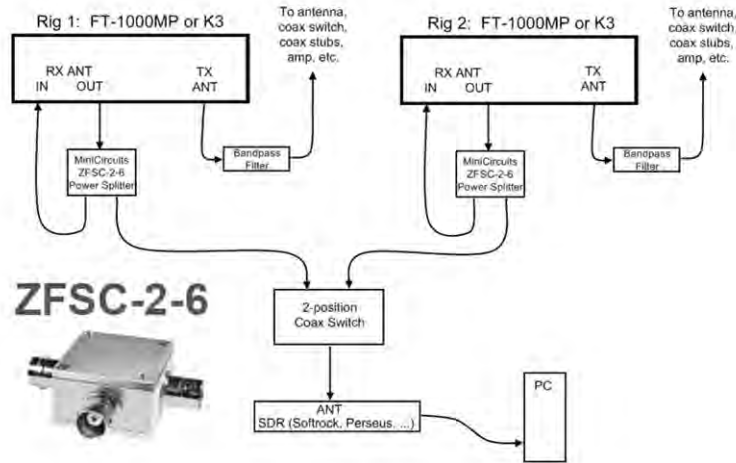 Rig 1: FT-1000MP or K3
To antenna,
coax switch,
coax stubs,
amp, etc.
RX ANT
IN OUT
TX
ANT
MiniCircuits
ZFSC-2-6
Power Splitter
Bandpass
Filter
Rig 2: FT-1000MP or K3
To antenna,
coax switch,
coax stubs,
amp, etc.
RX ANT
IN OUT
TX
ANT
MiniCircuits
ZFSC-2-6
Power Splitter
Bandpass
Filter
ZFSC-2-6
2-position
Coax Switch
ANT
SDR (Softrock, Perseus, ...)
PC